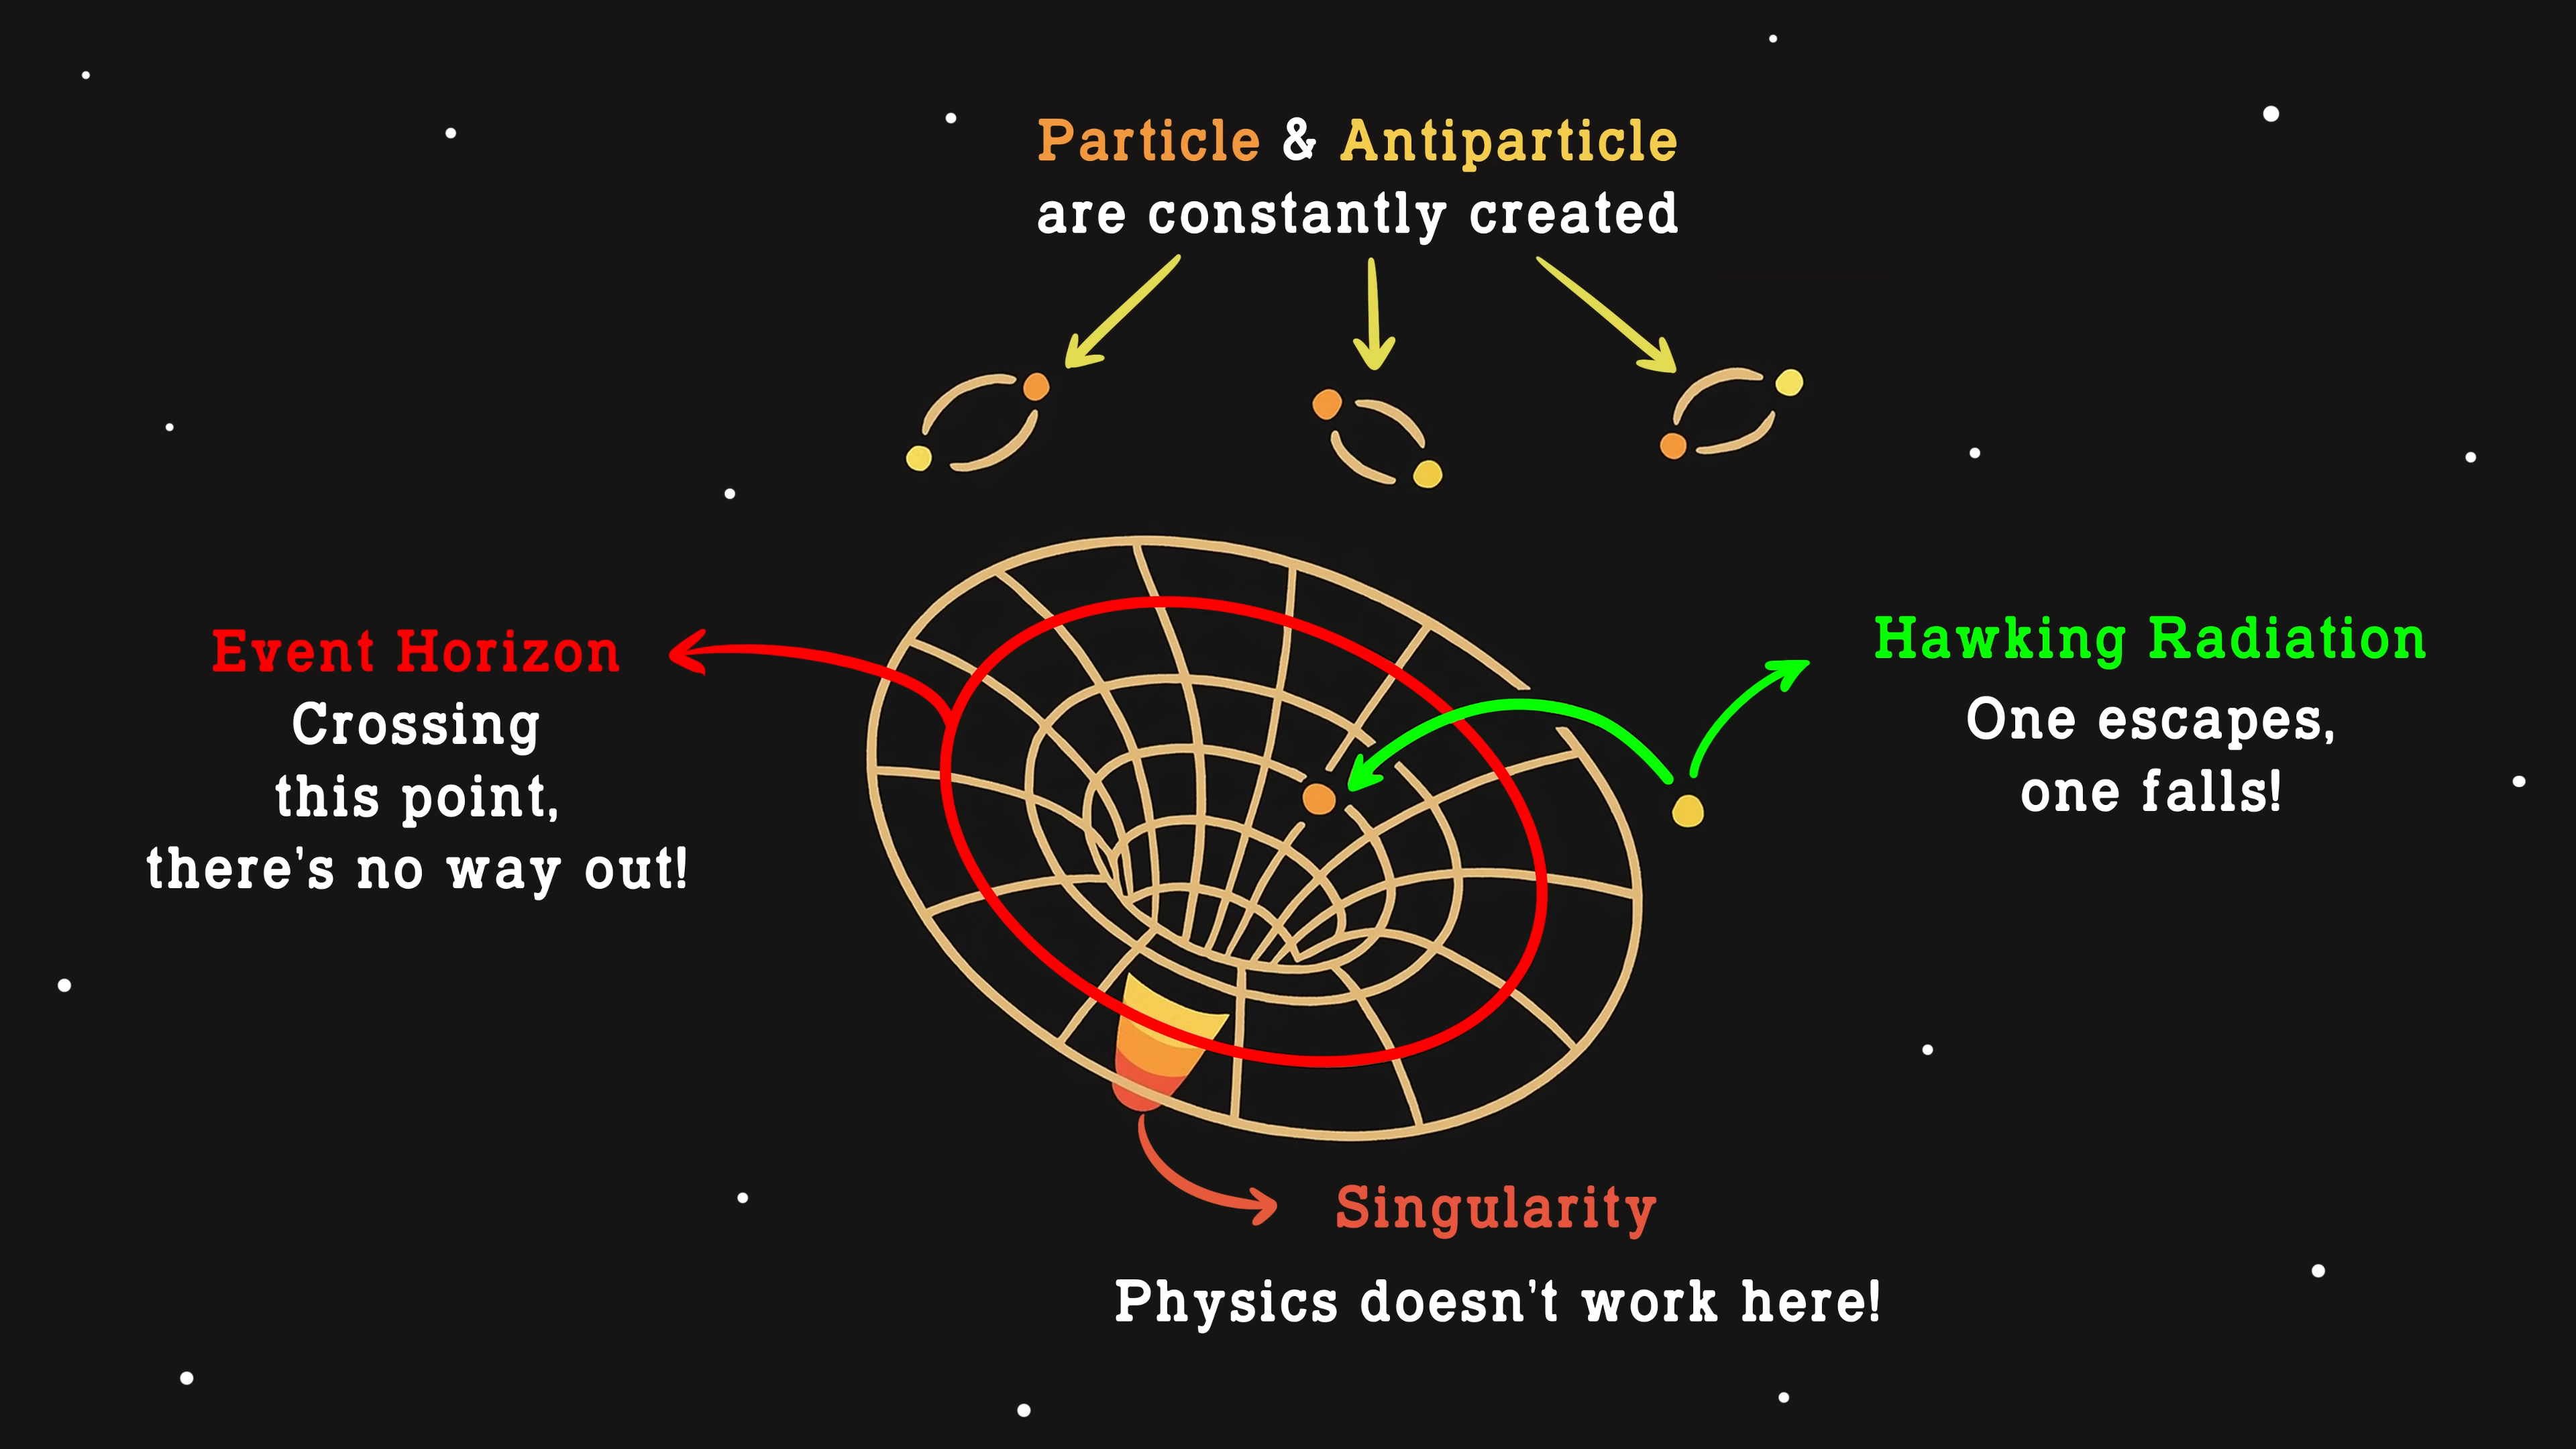 Particle & Antiparticle
are constantly created
Event Horizon
Crossing
this point,
there's no way out!
Hawking Radiation
One escapes,
one falls!
Singularity
Physics doesn't work here!